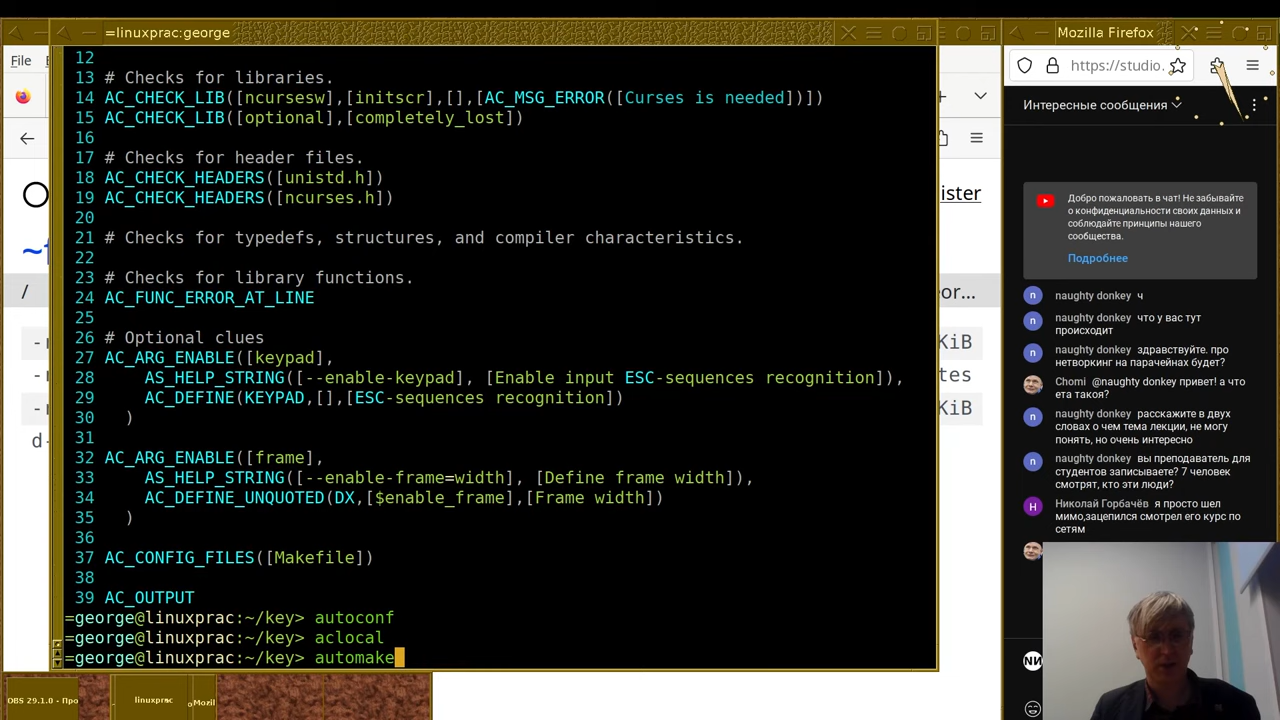 =linuxprac:george
Mozilla Firefox
File
https://studio.
12
13 # Checks for libraries.
14 AC_CHECK_LIB([ncursesw],[initscr],[],[AC_MSG_ERROR([Curses is needed])])
15 AC_CHECK_LIB([optional],[completely_lost])
16
17 # Checks for header files.
18 AC_CHECK_HEADERS([unistd.h])
19 AC_CHECK_HEADERS([ncurses.h])
20
21 # Checks for typedefs, structures, and compiler characteristics.
22
23 # Checks for library functions.
24 AC_FUNC_ERROR_AT_LINE
25
26 # Optional clues
27 AC_ARG_ENABLE([keypad],
28 AS_HELP_STRING([--enable-keypad], [Enable input ESC-sequences recognition]),
29 AC_DEFINE(KEYPAD,[],[ESC-sequences recognition])
30 )
31
32 AC_ARG_ENABLE([frame],
33 AS_HELP_STRING([--enable-frame=width], [Define frame width]),
34 AC_DEFINE_UNQUOTED(DX,[$enable_frame],[Frame width])
35 )
36
37 AC_CONFIG_FILES([Makefile])
38
39 AC_OUTPUT
=george@linuxprac:~/key> autoconf
=george@linuxprac:~/key> aclocal
=george@linuxprac:~/key> automake
/
d-
ister
eor...
KiB
tes
KiB
Интересные сообщения
Добро пожаловать в чат! Не забывайте
о конфиденциальности своих данных и
соблюдайте принципы нашего
сообщества.
Подробнее
n naughty donkey ч
n naughty donkey что у вас тут
происходит
n naughty donkey здравствуйте. про
нетворкинг на парачейнах будет?
Chomi @naughty donkey привет! а что
ета такоя?
n naughty donkey расскажите в двух
словах о чем тема лекции, не могу
понять, но очень интересно
n naughty donkey вы преподаватель для
студентов записываете? 7 человек
смотрят, кто эти люди?
Н Николай Горбачёв я просто шел
мимо,зацепился смотрел его курс по
сетям
OBS 29.1.0 - Про
linuxprac
Mozil